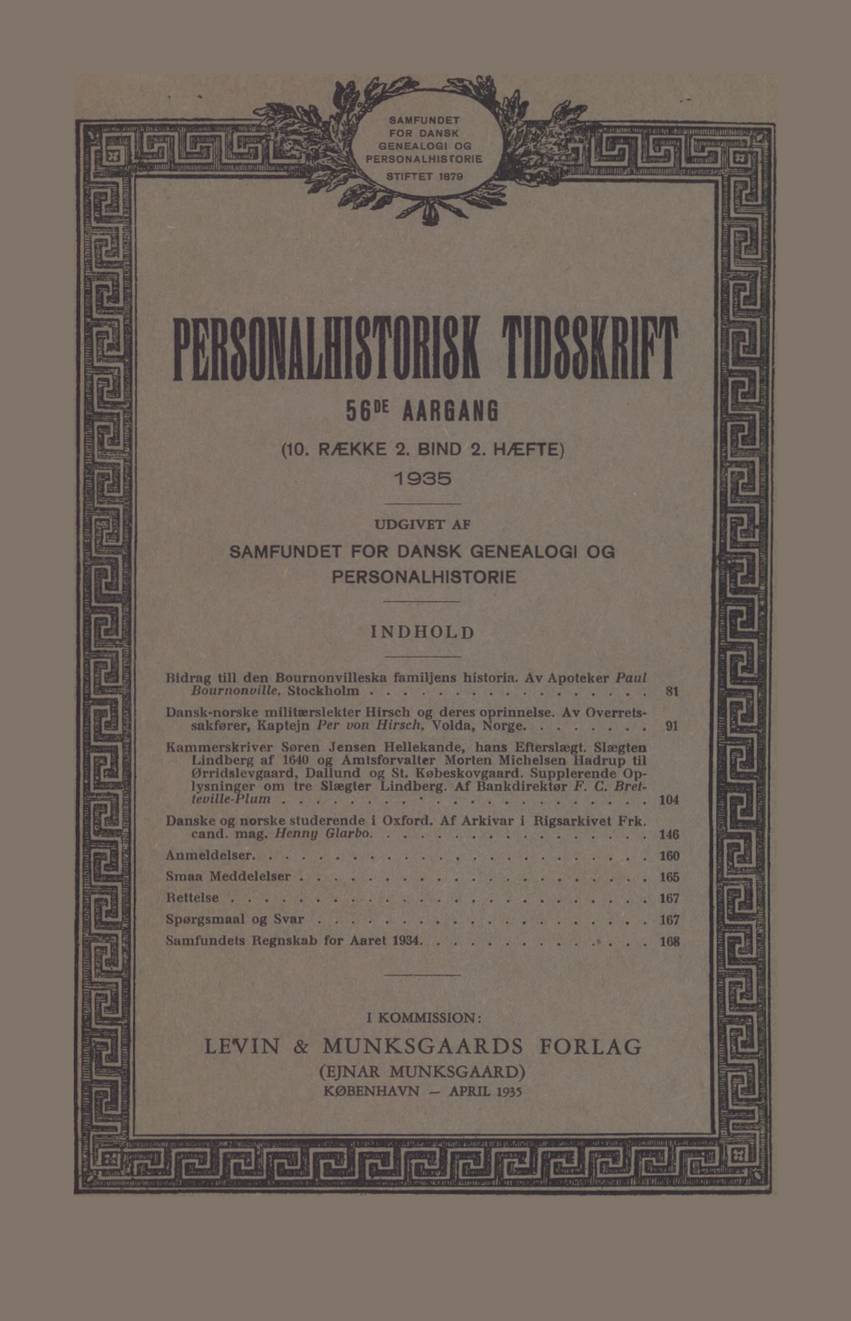 SAMFUNDET
FOR DANSK
GENEALOGI OG
PERSONALHISTORIE
STIFTET 1879
PERSONALHISTORISK TIDSSKRIFT
56DE AARGANG
(10. RÆKKE 2. BIND 2. HÆFTE)
1935
UDGIVET AF
SAMFUNDET FOR DANSK GENEALOGI OG
PERSONALHISTORIE
INDHOLD
Bidrag till den Bournonvilleska familjens historia. Av Apoteker Paul
Bournonville, Stockholm . . . . . . . . . . . . . . . . . 81
Dansk-norske militærslekter Hirsch og deres oprinnelse. Av Overrets-
sakfører, Kaptejn Per von Hirsch, Volda, Norge. . . . . . . . 91
Kammerskriver Søren Jensen Hellekande, hans Efterslægt. Slægten
Lindberg af 1640 og Amtsforvalter Morten Michelsen Hadrup til
Ørridslevgaard, Dallund og St. Købeskovgaard. Supplerende Op-
lysninger om tre Slægter Lindberg. Af Bankdirektør F. C. Bret-
teville-Plum . . . . . . . . . . . . . . . . . . . . . . 104
Danske og norske studerende i Oxford. Af Arkivar i Rigsarkivet Frk.
cand. mag. Henny Glarbo. . . . . . . . . . . . . . . . . 146
Anmeldelser. . . . . . . . . . . . . . . . . . . . . . . . 160
Smaa Meddelelser . . . . . . . . . . . . . . . . . . . . . 165
Rettelse . . . . . . . . . . . . . . . . . . . . . . . . . 167
Spørgsmaal og Svar . . . . . . . . . . . . . . . . . . . . 167
Samfundets Regnskab for Aaret 1934. . . . . . . . . . . . . . 168
I KOMMISSION:
LEVIN & MUNKSGAARDS FORLAG
(EJNAR MUNKSGAARD)
KØBENHAVN — APRIL 1935